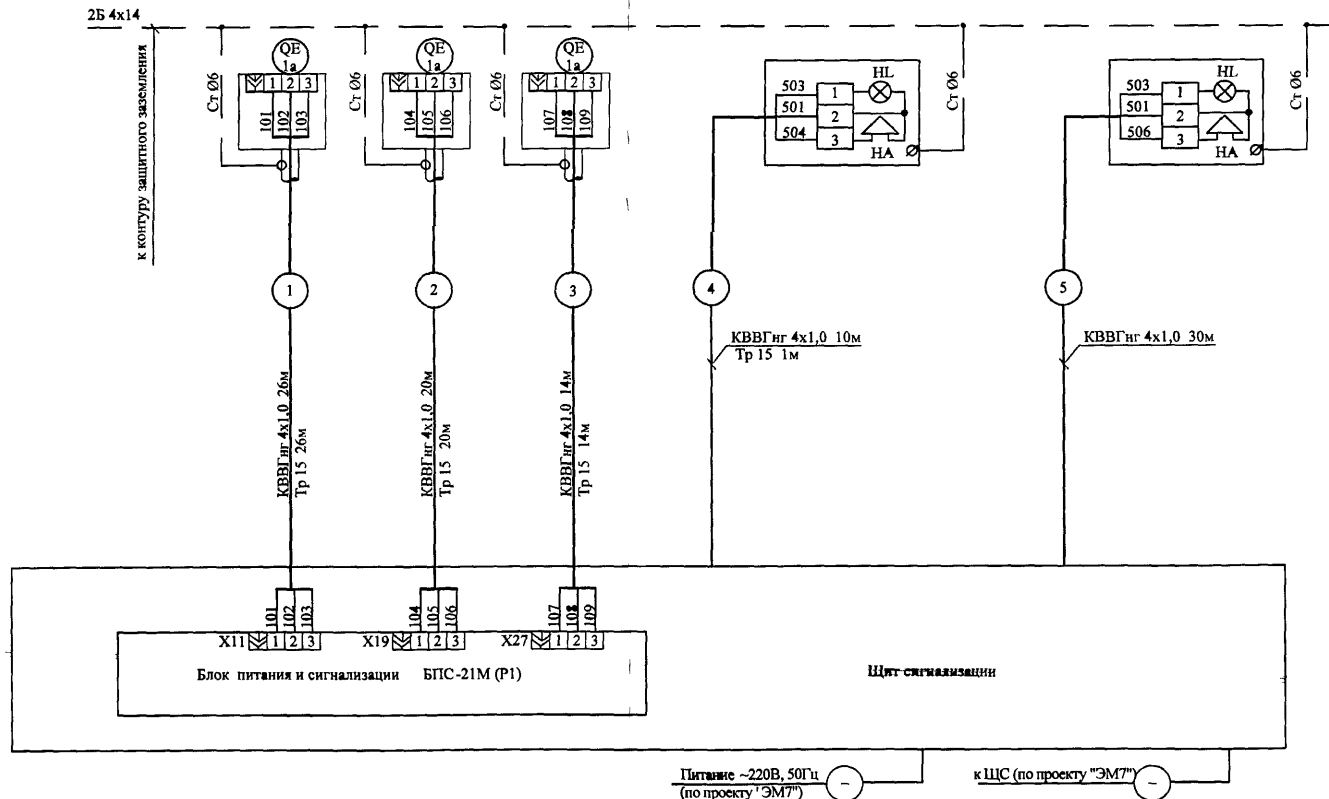 2Б 4х14
к контуру защитного заземления
Ст Ø6
QE
1а
1 2 3
101
102
103
Ст Ø6
QE
1а
1 2 3
104
105
106
Ст Ø6
QE
1а
1 2 3
107
108
109
503
501
504
1
2
3
HL
НА
Ст Ø6
503
501
506
1
2
3
HL
НА
Ст Ø6
1
2
3
4
5
КВВГнг 4х1,0 26м
Тр 15 26м
КВВГнг 4х1,0 20м
Тр 15 20м
КВВГнг 4х1,0 14м
Тр 15 14м
КВВГнг 4х1,0 10м
Тр 15 1м
КВВГнг 4х1,0 30м
101
102
103
104
105
106
107
108
109
Х11 1 2 3
Х19 1 2 3
Х27 1 2 3
Блок питания и сигнализации БПС-21М (Р1)
Щит сигнализации
Питание ~220В, 50Гц
(по проекту "ЭМ7")
~
к ЩС (по проекту "ЭМ7")
~